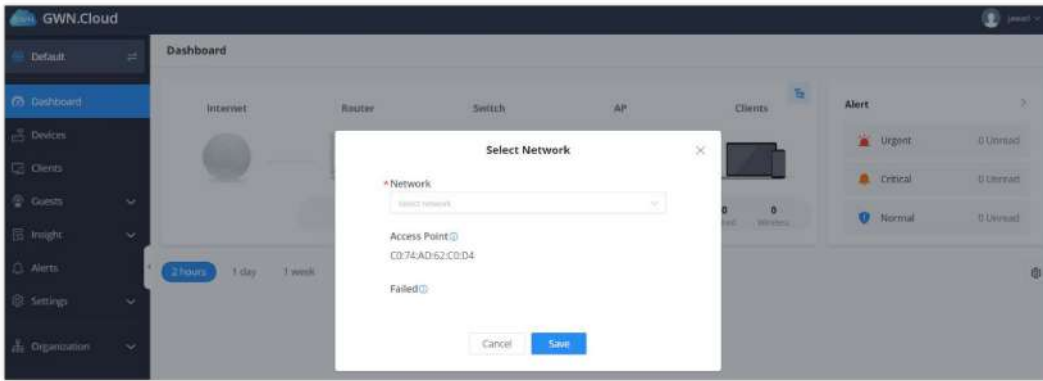 GWN.Cloud
Default
Dashboard
Devices
Clients
Guests
Insight
Alerts
Settings
Organization
Dashboard
Internet Router Switch AP Clients
0 0
Wireless
Alert
Urgent 0 Unread
Critical 0 Unread
Normal 0 Unread
2 hours 1 day 1 week
Select Network
*Network
Select network
Access Point
C0:74:AD:62:C0:D4
Failed
Cancel Save